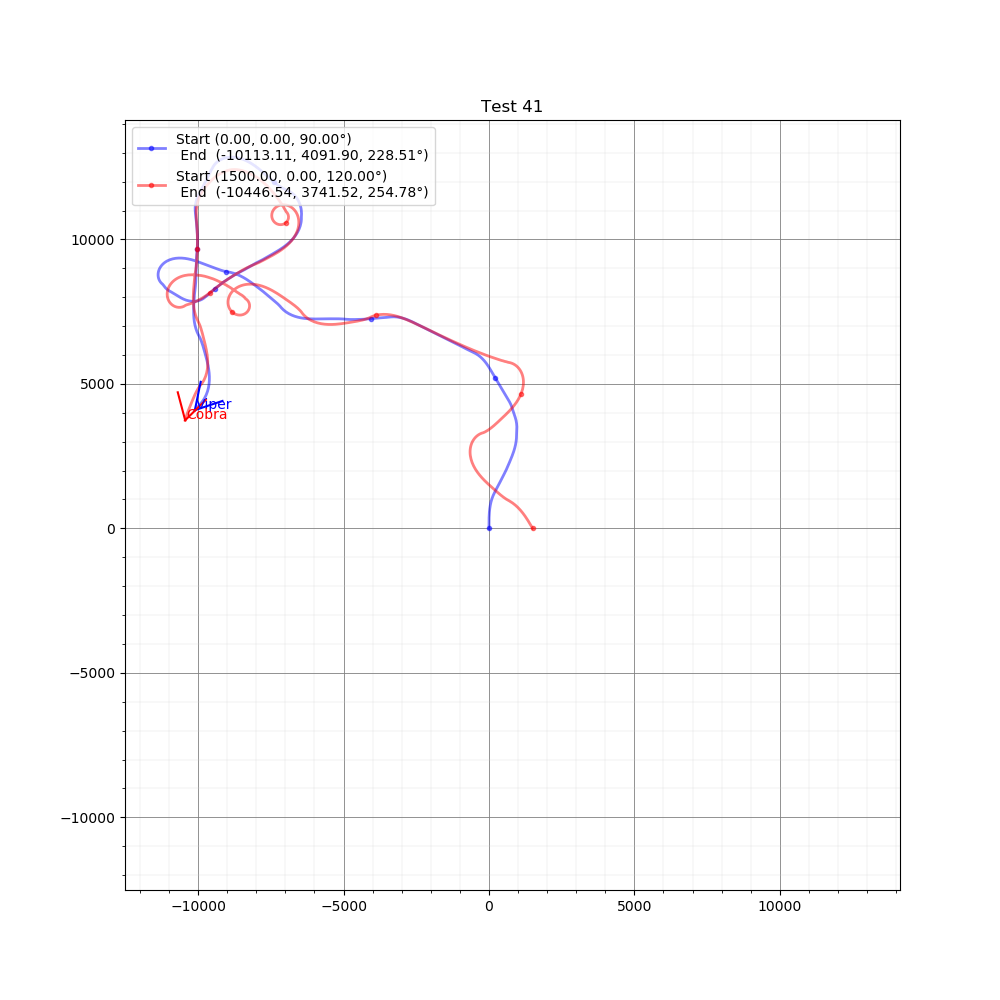 Test 41
Start (0.00, 0.00, 90.00°)
End (-10113.11, 4091.90, 228.51°)
Start (1500.00, 0.00, 120.00°)
End (-10446.54, 3741.52, 254.78°)
10000
5000
0
−5000
−10000
Viper
Cobra
−10000
−5000
0
5000
10000